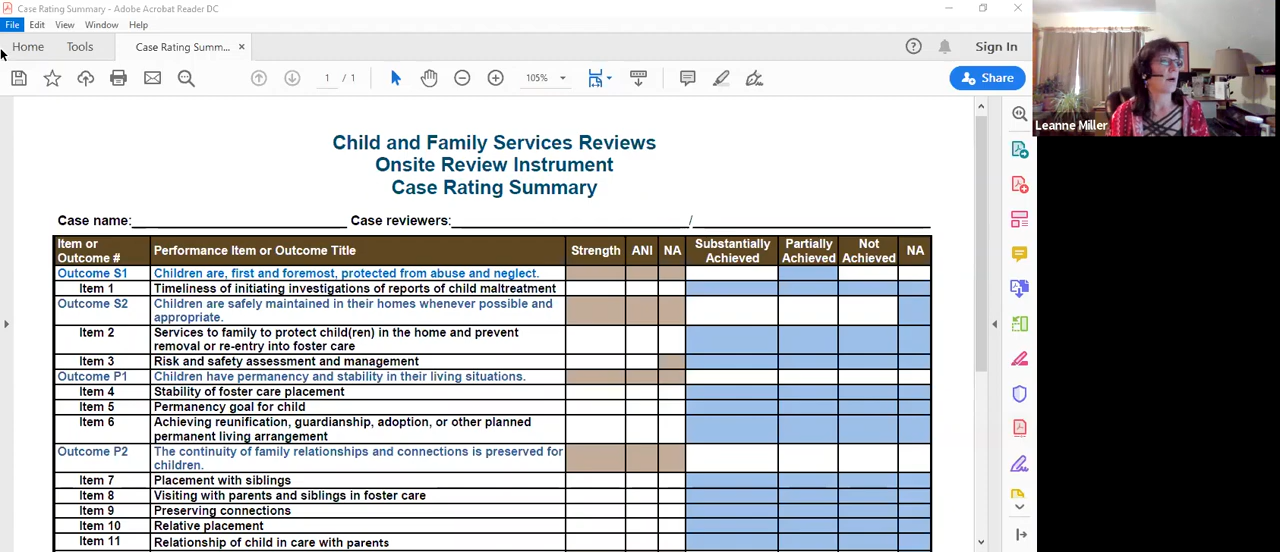 Case Rating Summary - Adobe Acrobat Reader DC
File Edit View Window Help
Home Tools Case Rating Summ... × Sign In
1 / 1 105% Share
Leanne Miller
Child and Family Services Reviews
Onsite Review Instrument
Case Rating Summary
Case name: Case reviewers: /
Item or Outcome # Performance Item or Outcome Title Strength ANI NA Substantially Achieved Partially Achieved Not Achieved NA
Outcome S1 Children are, first and foremost, protected from abuse and neglect.
Item 1 Timeliness of initiating investigations of reports of child maltreatment
Outcome S2 Children are safely maintained in their homes whenever possible and
appropriate.
Item 2 Services to family to protect child(ren) in the home and prevent
removal or re-entry into foster care
Item 3 Risk and safety assessment and management
Outcome P1 Children have permanency and stability in their living situations.
Item 4 Stability of foster care placement
Item 5 Permanency goal for child
Item 6 Achieving reunification, guardianship, adoption, or other planned
permanent living arrangement
Outcome P2 The continuity of family relationships and connections is preserved for
children.
Item 7 Placement with siblings
Item 8 Visiting with parents and siblings in foster care
Item 9 Preserving connections
Item 10 Relative placement
Item 11 Relationship of child in care with parents